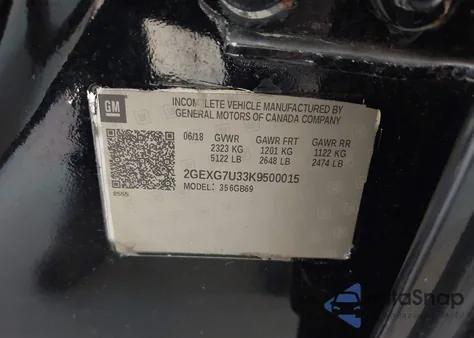 GM
INCOMPLETE VEHICLE MANUFACTURED BY
GENERAL MOTORS OF CANADA COMPANY
06/18 GVWR GAWR FRT GAWR RR
2323 KG 1201 KG 1122 KG
5122 LB 2648 LB 2474 LB
2GEXG7U33K9500015
MODEL: 356GB69